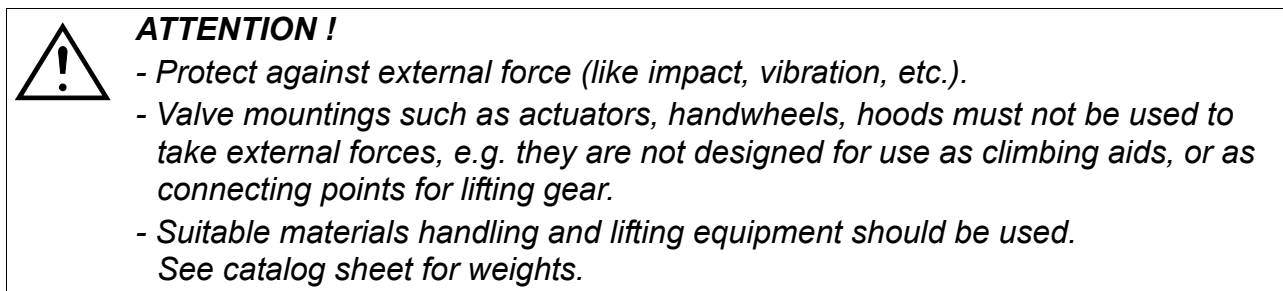 ATTENTION !
- Protect against external force (like impact, vibration, etc.).
- Valve mountings such as actuators, handwheels, hoods must not be used to
take external forces, e.g. they are not designed for use as climbing aids, or as
connecting points for lifting gear.
- Suitable materials handling and lifting equipment should be used.
See catalog sheet for weights.